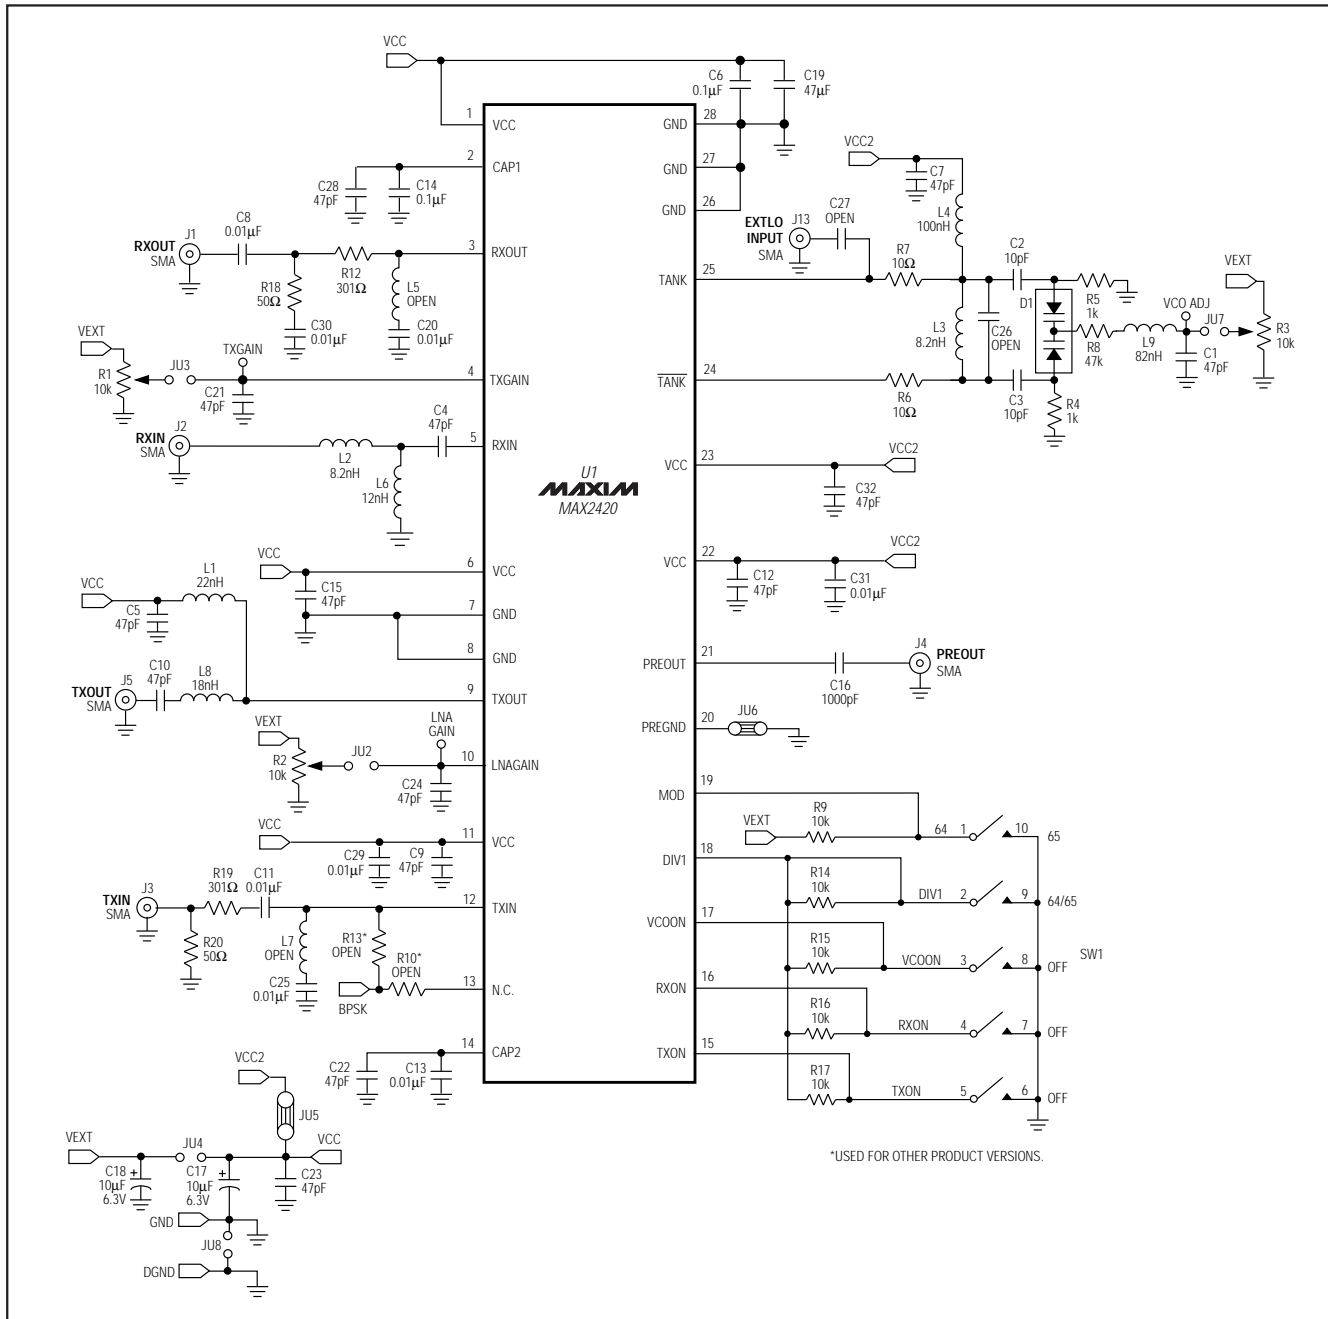 VCC
C6
0.1µF
C19
47µF
1
VCC
28
GND
2
CAP1
27
GND
26
GND
C28
47pF
C14
0.1µF
VCC2
C7
47pF
L4
100nH
C8
0.01µF
J1
RXOUT
SMA
3
RXOUT
R12
301Ω
R18
50Ω
L5
OPEN
C30
0.01µF
C20
0.01µF
C27
OPEN
J13
EXTLO
INPUT
SMA
25
TANK
R7
10Ω
C2
10pF
R5
1k
D1
VEXT
VCO ADJ
JU7
R3
10k
L3
8.2nH
C26
OPEN
R8
47k
L9
82nH
C1
47pF
24
TANK
R6
10Ω
C3
10pF
R4
1k
VEXT
R1
10k
JU3
TXGAIN
C21
47pF
4
TXGAIN
J2
RXIN
SMA
C4
47pF
5
RXIN
L2
8.2nH
L6
12nH
U1
MAXIM
MAX2420
23
VCC
VCC2
C32
47pF
22
VCC
VCC2
C12
47pF
C31
0.01µF
VCC
6
VCC
C15
47pF
7
GND
8
GND
VCC
L1
22nH
C5
47pF
C10
47pF
L8
18nH
J5
TXOUT
SMA
9
TXOUT
21
PREOUT
C16
1000pF
J4
PREOUT
SMA
20
PREGND
JU6
VEXT
R2
10k
JU2
LNA
GAIN
C24
47pF
10
LNAGAIN
19
MOD
VEXT
R9
10k
64
1
10
65
VCC
11
VCC
C29
0.01µF
C9
47pF
18
DIV1
R14
10k
DIV1
2
9
64/65
J3
TXIN
SMA
R19
301Ω
C11
0.01µF
12
TXIN
R20
50Ω
L7
OPEN
C25
0.01µF
R13*
OPEN
R10*
OPEN
BPSK
13
N.C.
17
VCOON
R15
10k
VCOON
3
8
OFF
SW1
16
RXON
R16
10k
RXON
4
7
OFF
14
CAP2
C22
47pF
C13
0.01µF
15
TXON
R17
10k
TXON
5
6
OFF
VCC2
JU5
VEXT
JU4
VCC
C18
10µF
6.3V
+
C17
10µF
6.3V
+
C23
47pF
GND
JU8
DGND
*USED FOR OTHER PRODUCT VERSIONS.